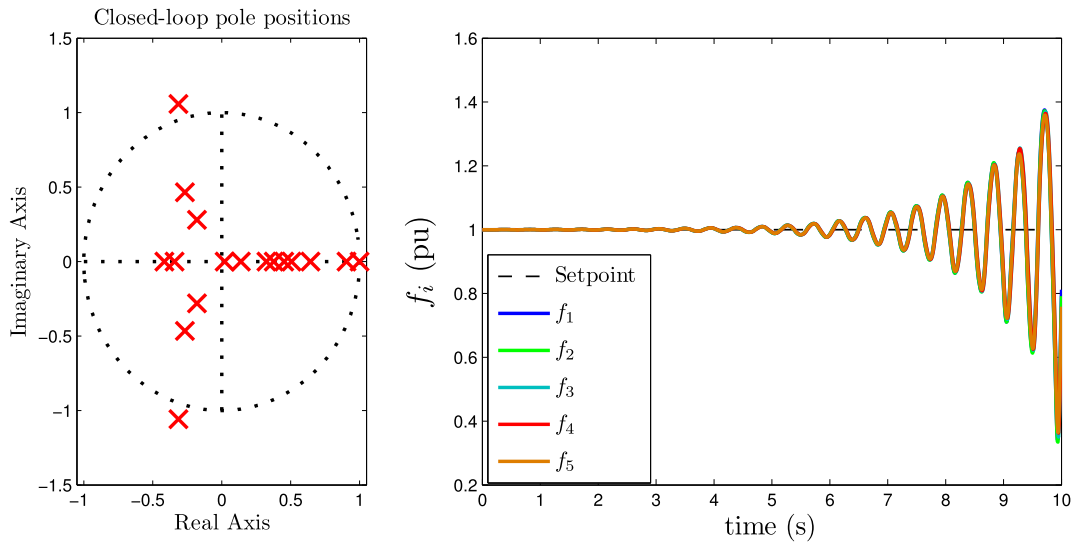 Closed-loop pole positions
1.5
1
0.5
0
−0.5
−1
−1.5
−1 −0.5 0 0.5 1
Imaginary Axis
Real Axis
1.6
1.4
1.2
1
0.8
0.6
0.4
0.2
0 1 2 3 4 5 6 7 8 9 10
f_i (pu)
time (s)
Setpoint
f_1
f_2
f_3
f_4
f_5